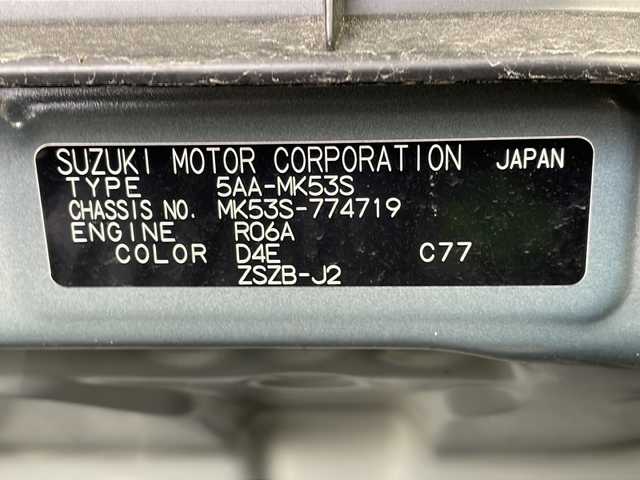 SUZUKI MOTOR CORPORATION JAPAN
TYPE 5AA-MK53S
CHASSIS NO. MK53S-774719
ENGINE R06A
COLOR D4E C77
ZSZB-J2